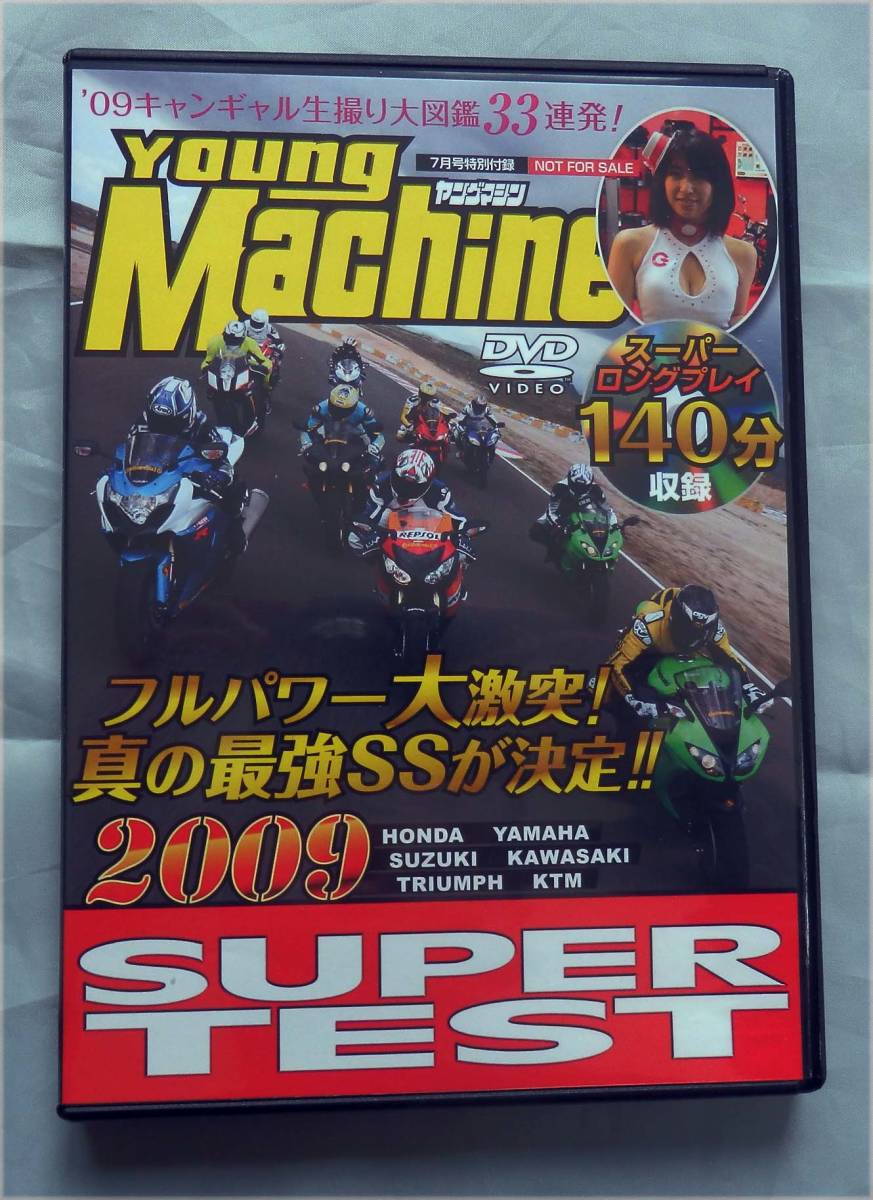 '09キャンギャル生撮り大図鑑33連発!
Young
7月号特別付録 NOT FOR SALE
ヤングマシン
Machine
G
DVD
VIDEO
スーパー
ロングプレイ
140分
収録
REPSOL
フルパワー大激突!
真の最強SSが決定!!
2009
HONDA YAMAHA
SUZUKI KAWASAKI
TRIUMPH KTM
SUPER
TEST